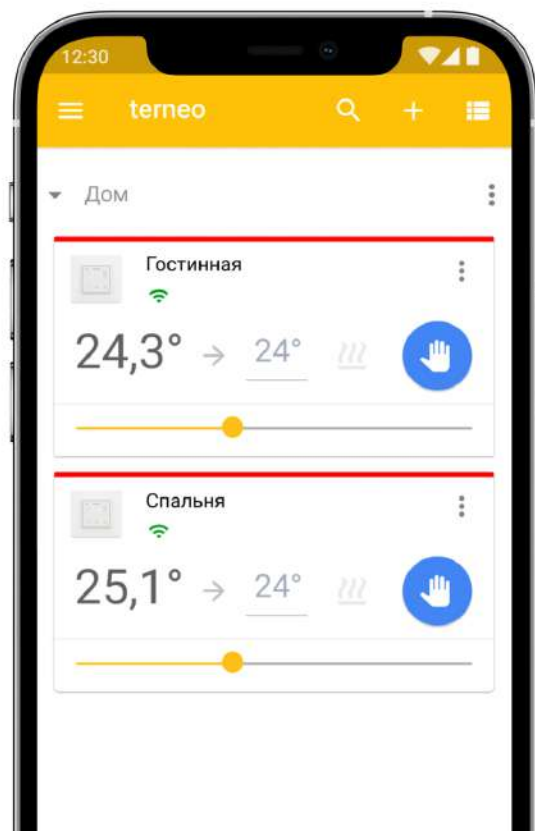 12:30
terneo
Дом
Гостинная
24,3° → 24°
Спальня
25,1° → 24°